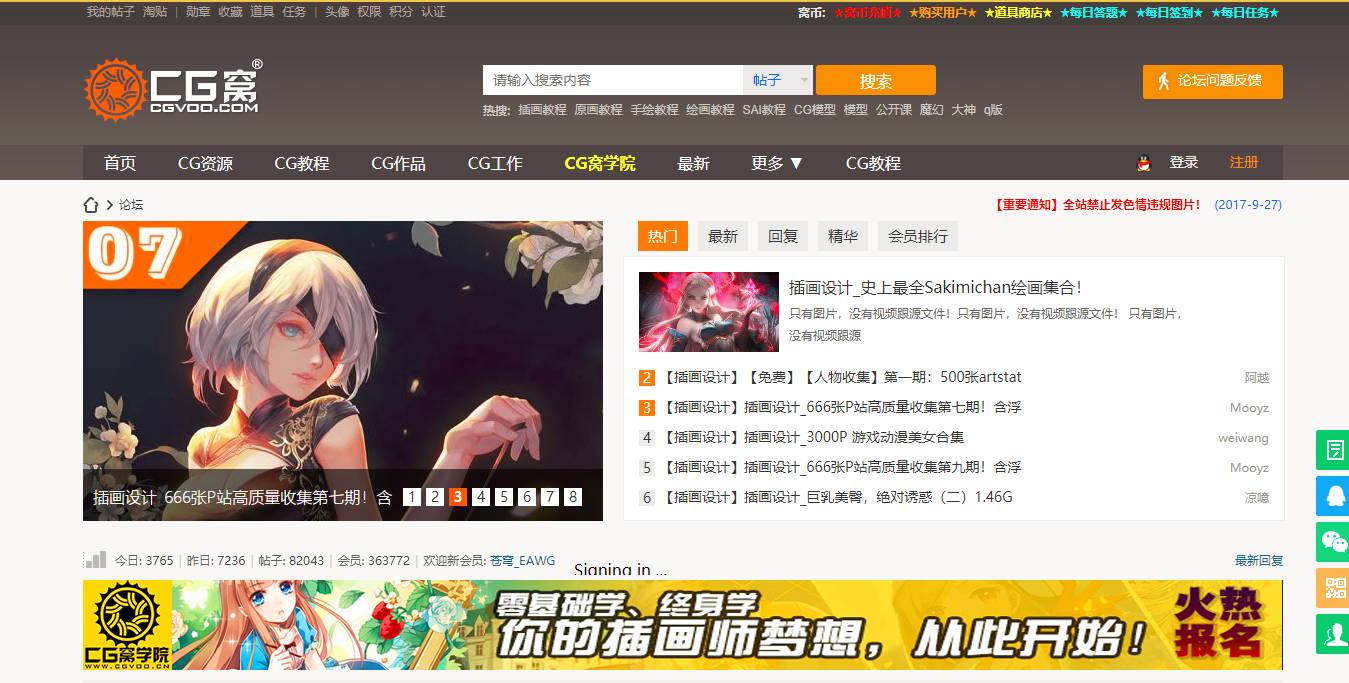 我的帖子 淘贴 | 勋章 收藏 道具 任务 | 头像 权限 积分 认证
窝币: ★窝币充值★ ★购买用户★ ★道具商店★ ★每日答题★ ★每日签到★ ★每日任务★
CG窝®
CGVOO.COM
请输入搜索内容 帖子 搜索
论坛问题反馈
热搜: 插画教程 原画教程 手绘教程 绘画教程 SAI教程 CG模型 模型 公开课 魔幻 大神 q版
首页 CG资源 CG教程 CG作品 CG工作 CG窝学院 最新 更多 ▼ CG教程 登录 注册
论坛
【重要通知】全站禁止发色情违规图片! (2017-9-27)
07
插画设计_666张P站高质量收集第七期! 含 1 2 3 4 5 6 7 8
热门 最新 回复 精华 会员排行
插画设计_史上最全Sakimichan绘画集合!
只有图片，没有视频跟源文件! 只有图片，没有视频跟源文件! 只有图片，
没有视频跟源
2 【插画设计】【免费】【人物收集】第一期：500张artstat 阿越
3 【插画设计】插画设计_666张P站高质量收集第七期! 含浮 Mooyz
4 【插画设计】插画设计_3000P 游戏动漫美女合集 weiwang
5 【插画设计】插画设计_666张P站高质量收集第九期! 含浮 Mooyz
6 【插画设计】插画设计_巨乳美臀，绝对诱惑（二）1.46G 凉噫
今日: 3765 | 昨日: 7236 | 帖子: 82043 | 会员: 363772 | 欢迎新会员: 苍穹_EAWG
最新回复
Signing in ...
CG窝学院
WWW.CGVOO.CN
零基础学、终身学
你的插画师梦想，从此开始!
火热
报名